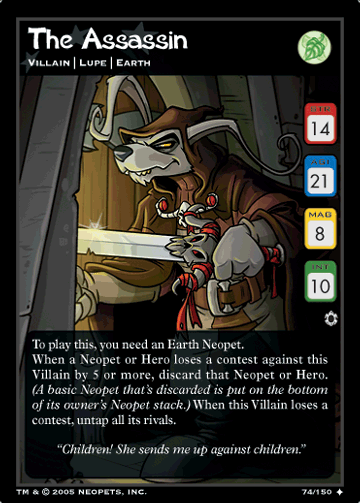 The Assassin
VILLAIN | LUPE | EARTH
STR
14
AGI
21
MAG
8
INT
10
To play this, you need an Earth Neopet.
When a Neopet or Hero loses a contest against this
Villain by 5 or more, discard that Neopet or Hero.
(A basic Neopet that's discarded is put on the bottom
of its owner's Neopet stack.) When this Villain loses a
contest, untap all its rivals.
"Children! She sends me up against children."
TM & © 2005 NEOPETS, INC.
74/150